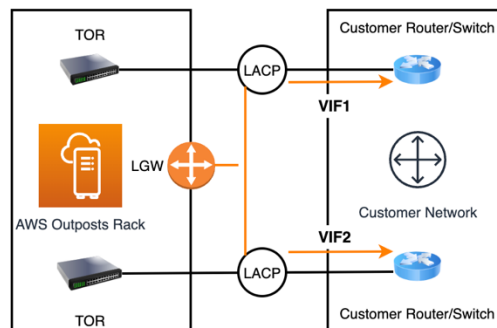 TOR
Customer Router/Switch
LACP
VIF1
LGW
AWS Outposts Rack
Customer Network
VIF2
LACP
TOR
Customer Router/Switch